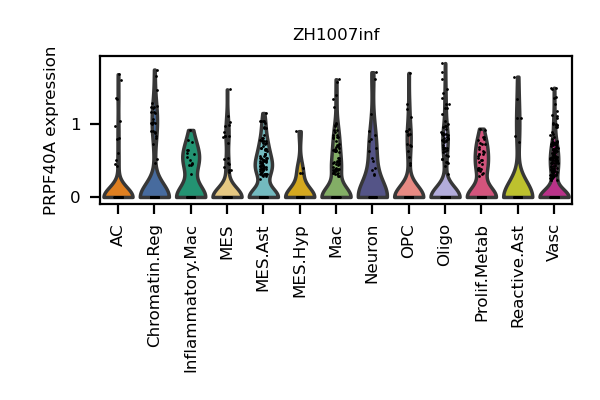 ZH1007inf
PRPF40A expression
1
0
AC
Chromatin.Reg
Inflammatory.Mac
MES
MES.Ast
MES.Hyp
Mac
Neuron
OPC
Oligo
Prolif.Metab
Reactive.Ast
Vasc